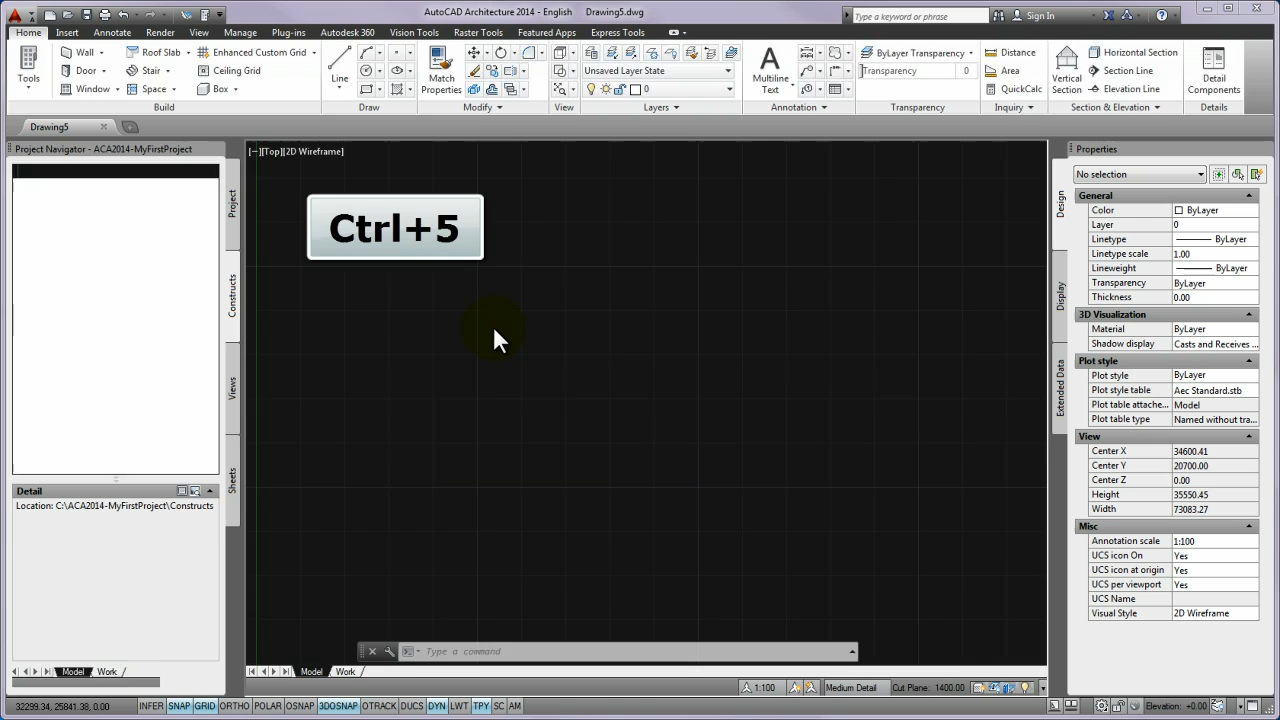 AutoCAD Architecture 2014 - English Drawing5.dwg
Type a keyword or phrase
Sign In
Home Insert Annotate Render View Manage Plug-ins Autodesk 360 Vision Tools Raster Tools Featured Apps Express Tools
Tools
Wall Roof Slab Enhanced Custom Grid
Door Stair Ceiling Grid
Window Space Box
Build
Line
Draw
Match Properties
Modify
View
Unsaved Layer State
0
Layers
Multiline Text
Annotation
ByLayer Transparency
Transparency 0
Transparency
Distance
Area
QuickCalc
Inquiry
Vertical Section
Horizontal Section
Section Line
Elevation Line
Section & Elevation
Detail Components
Details
Drawing5
Project Navigator - ACA2014-MyFirstProject
Project
Constructs
Views
Sheets
Detail
Location: C:\ACA2014-MyFirstProject\Constructs
Model Work
[−][Top][2D Wireframe]
Ctrl+5
Type a command
Model Work
Properties
No selection
Design
Display
Extended Data
General
Color ByLayer
Layer 0
Linetype ByLayer
Linetype scale 1.00
Lineweight ByLayer
Transparency ByLayer
Thickness 0.00
3D Visualization
Material ByLayer
Shadow display Casts and Receives ...
Plot style
Plot style ByLayer
Plot style table Aec Standard.stb
Plot table attache... Model
Plot table type Named without tra...
View
Center X 34600.41
Center Y 20700.00
Center Z 0.00
Height 35550.45
Width 73083.27
Misc
Annotation scale 1:100
UCS icon On Yes
UCS icon at origin Yes
UCS per viewport Yes
UCS Name
Visual Style 2D Wireframe
1:100 Medium Detail Cut Plane: 1400.00
32299.34, 25841.38, 0.00 INFER SNAP GRID ORTHO POLAR OSNAP 3DOSNAP OTRACK DUCS DYN LWT TPY SC AM Elevation: +0.00